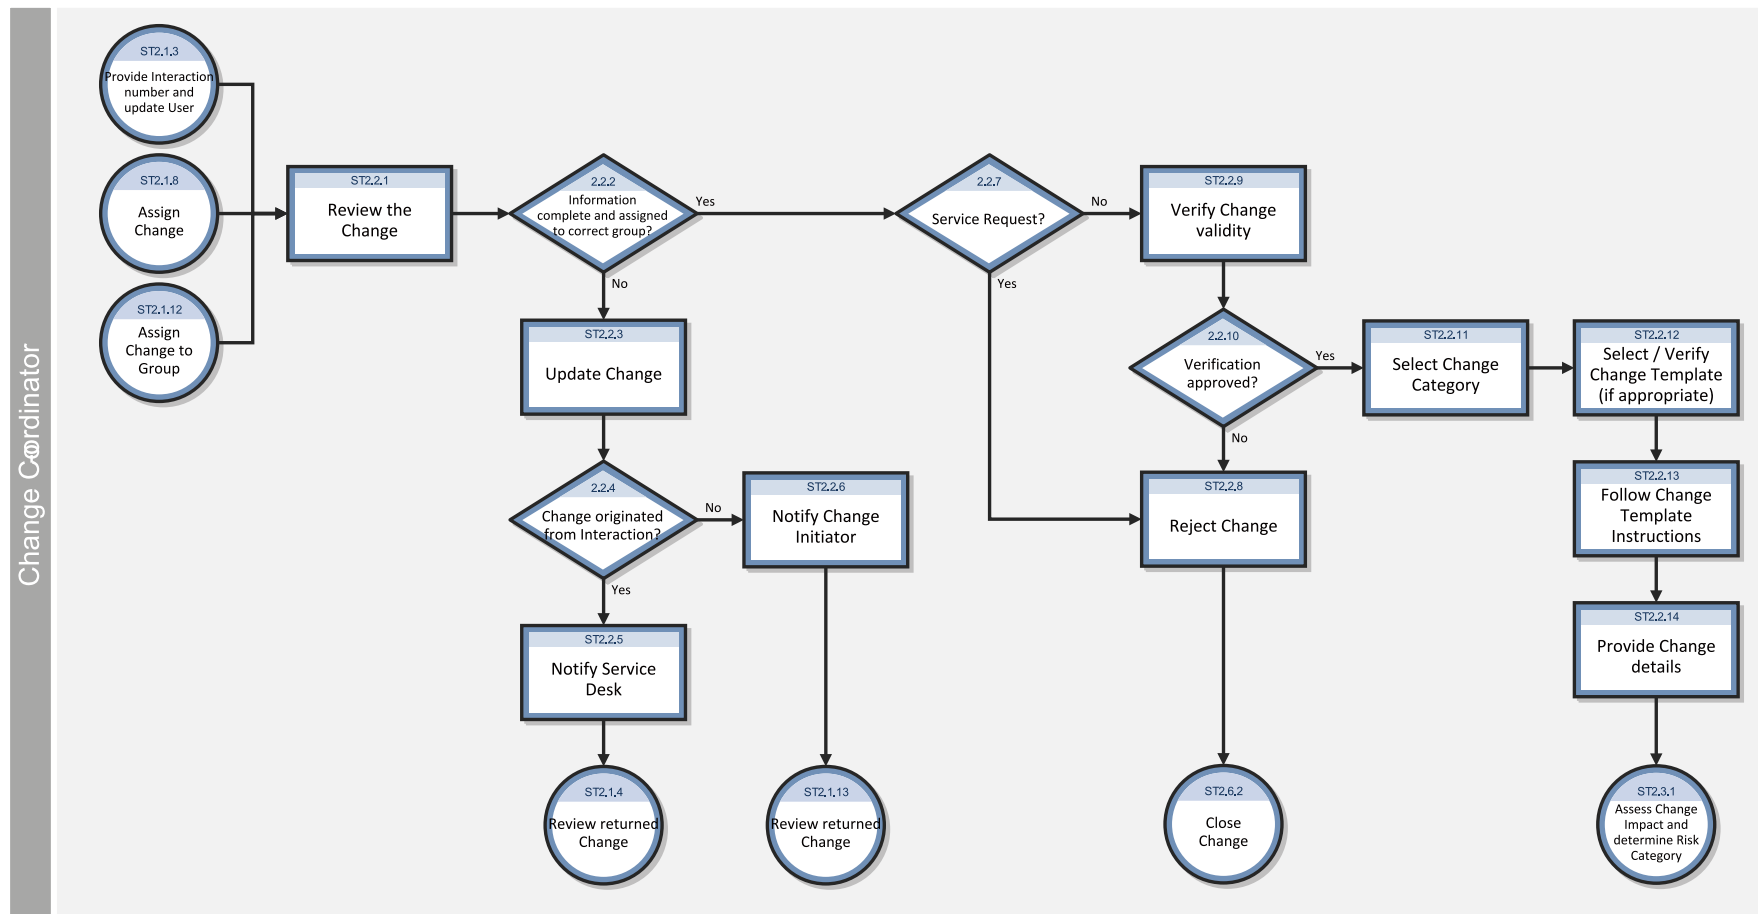 Change Coordinator
ST2.1.3
Provide Interaction
number and
update User
ST2.1.8
Assign
Change
ST2.1.12
Assign
Change to
Group
ST2.2.1
Review the
Change
2.2.2
Information
complete and assigned
to correct group?
Yes
No
ST2.2.3
Update Change
2.2.4
Change originated
from Interaction?
No
Yes
ST2.2.5
Notify Service
Desk
ST2.1.4
Review returned
Change
ST2.2.6
Notify Change
Initiator
ST2.1.13
Review returned
Change
2.2.7
Service Request?
No
Yes
ST2.2.9
Verify Change
validity
2.2.10
Verification
approved?
Yes
No
ST2.2.8
Reject Change
ST2.6.2
Close
Change
ST2.2.11
Select Change
Category
ST2.2.12
Select / Verify
Change Template
(if appropriate)
ST2.2.13
Follow Change
Template
Instructions
ST2.2.14
Provide Change
details
ST2.3.1
Assess Change
Impact and
determine Risk
Category